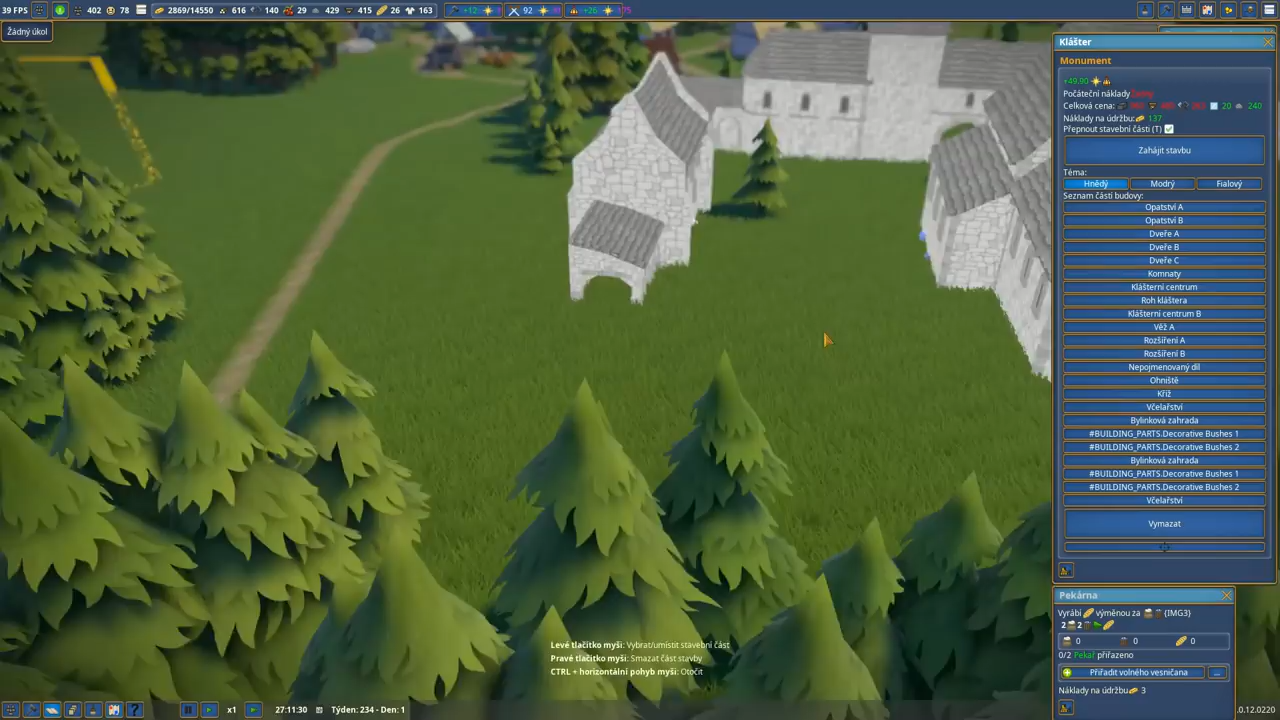 39 FPS 402 78 2869/14550 616 140 29 429 415 26 163 +12 92 +26
Žádný úkol
Klášter
Monument
+49.90
Počáteční náklady
Celková cena: 20 240
Náklady na údržbu: 137
Přepnout stavební části (T)
Zahájit stavbu
Téma:
Hnědý Modrý Fialový
Seznam částí budovy:
Opatství A
Opatství B
Dveře A
Dveře B
Dveře C
Komnaty
Klášterní centrum
Roh kláštera
Klášterní centrum B
Věž A
Rozšíření A
Rozšíření B
Nepojmenovaný díl
Ohniště
Kříž
Včelařství
Bylinková zahrada
#BUILDING_PARTS.Decorative Bushes 1
#BUILDING_PARTS.Decorative Bushes 2
Bylinková zahrada
#BUILDING_PARTS.Decorative Bushes 1
#BUILDING_PARTS.Decorative Bushes 2
Včelařství
Vymazat
Pekárna
Vyrábí výměnou za {IMG3}
2 2
0 0 0
0/2 Pekař přiřazeno
Přiřadit volného vesničana ...
Náklady na údržbu 3
Levé tlačítko myši: Vybrat/umístit stavební část
Pravé tlačítko myši: Smazat část stavby
CTRL + horizontální pohyb myši: Otočit
? x1 27:11:30 Týden: 234 - Den: 1
.0.12.0220